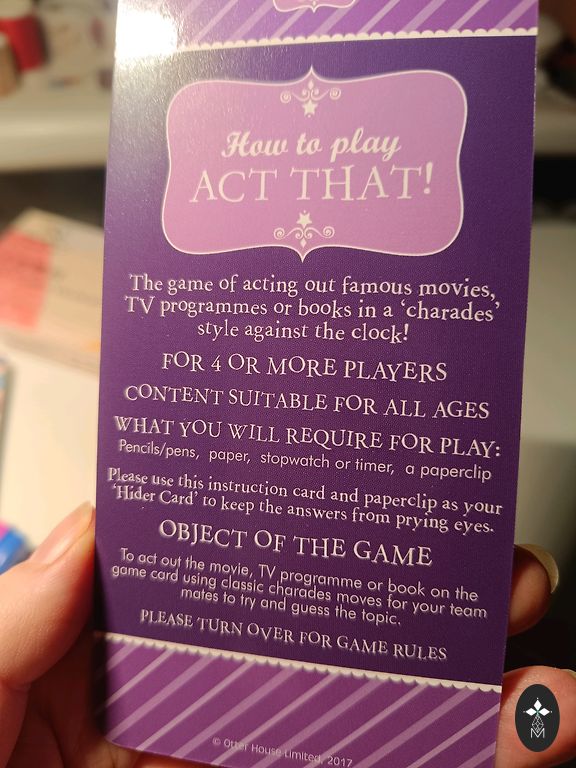 How to play
ACT THAT!
The game of acting out famous movies,
TV programmes or books in a 'charades'
style against the clock!
FOR 4 OR MORE PLAYERS
CONTENT SUITABLE FOR ALL AGES
WHAT YOU WILL REQUIRE FOR PLAY:
Pencils/pens, paper, stopwatch or timer, a paperclip
Please use this instruction card and paperclip as your
'Hider Card' to keep the answers from prying eyes.
OBJECT OF THE GAME
To act out the movie, TV programme or book on the
game card using classic charades moves for your team
mates to try and guess the topic.
PLEASE TURN OVER FOR GAME RULES
© Otter House Limited, 2017
M